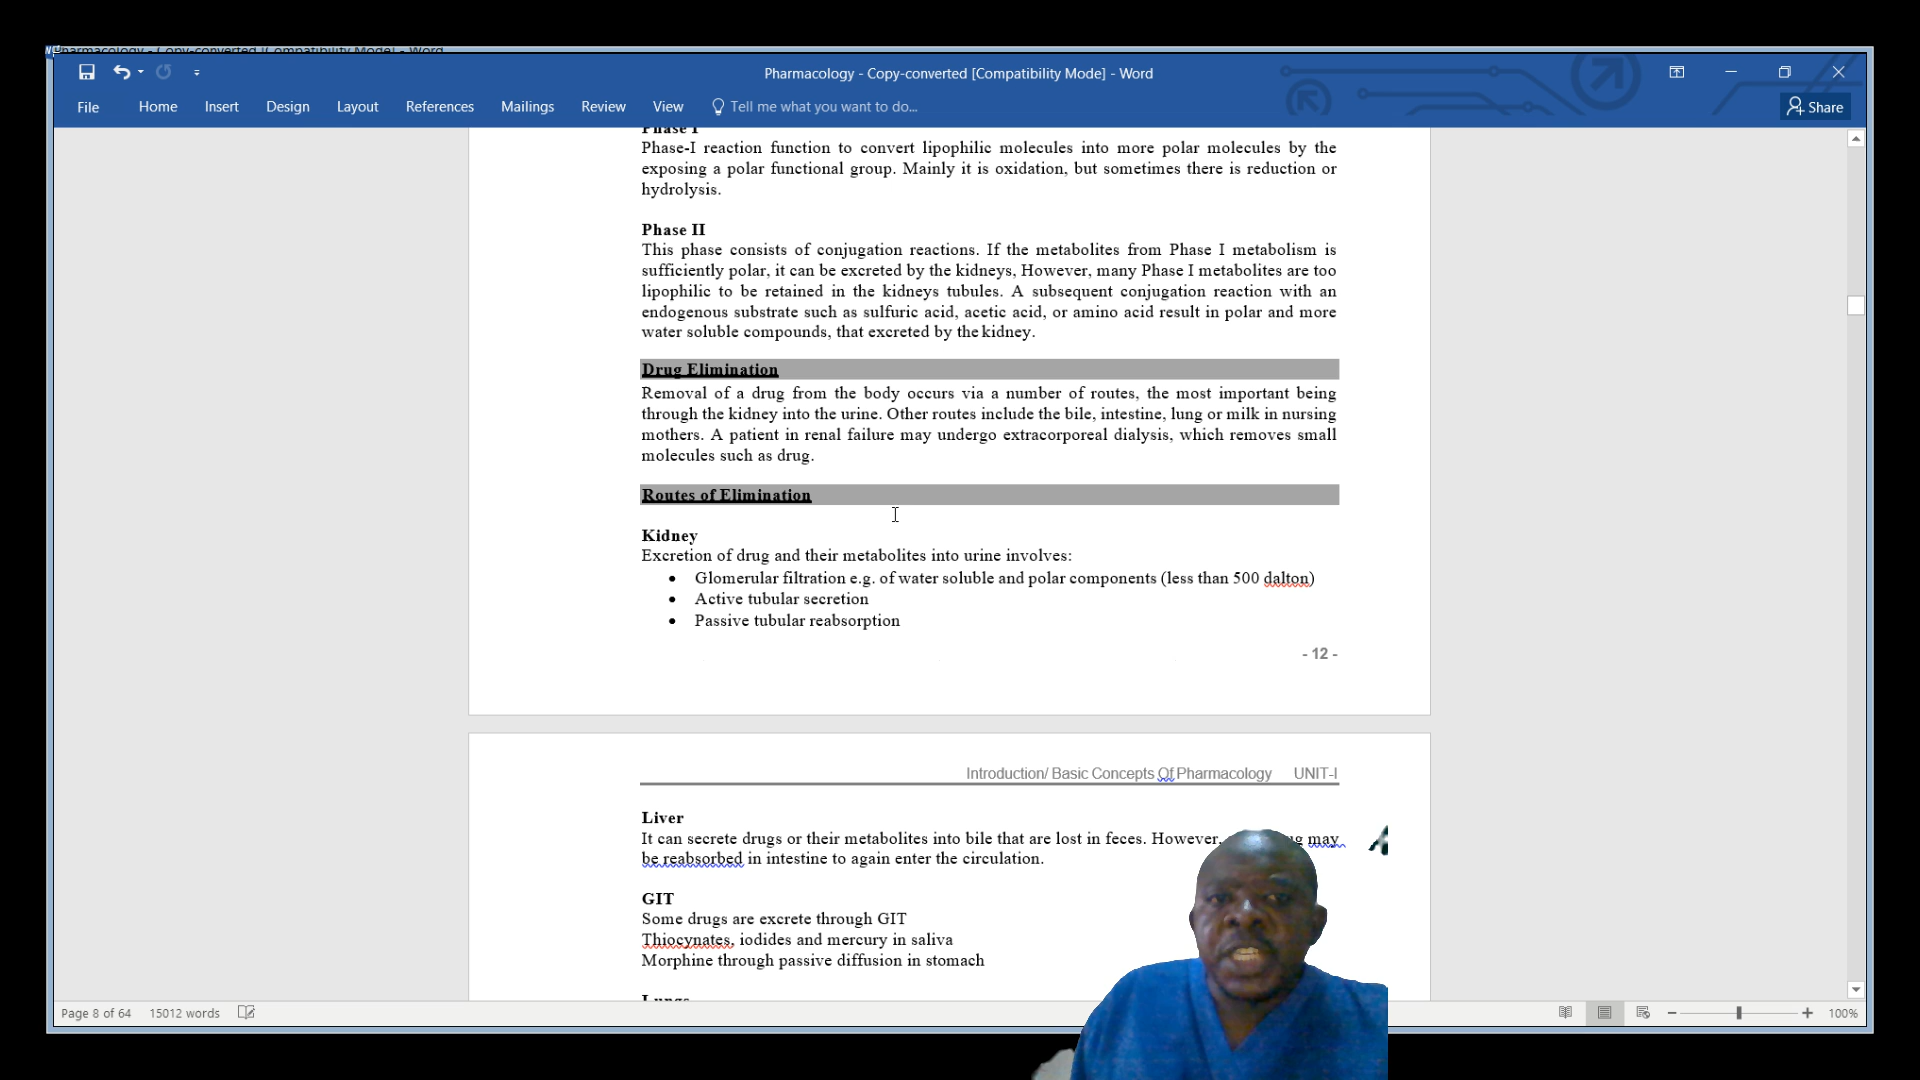 Pharmacology - Copy-converted [Compatibility Mode] - Word
Pharmacology - Copy-converted [Compatibility Mode] - Word
File Home Insert Design Layout References Mailings Review View Tell me what you want to do... Share
Phase I
Phase-I reaction function to convert lipophilic molecules into more polar molecules by the
exposing a polar functional group. Mainly it is oxidation, but sometimes there is reduction or
hydrolysis.
Phase II
This phase consists of conjugation reactions. If the metabolites from Phase I metabolism is
sufficiently polar, it can be excreted by the kidneys, However, many Phase I metabolites are too
lipophilic to be retained in the kidneys tubules. A subsequent conjugation reaction with an
endogenous substrate such as sulfuric acid, acetic acid, or amino acid result in polar and more
water soluble compounds, that excreted by the kidney.
Drug Elimination
Removal of a drug from the body occurs via a number of routes, the most important being
through the kidney into the urine. Other routes include the bile, intestine, lung or milk in nursing
mothers. A patient in renal failure may undergo extracorporeal dialysis, which removes small
molecules such as drug.
Routes of Elimination
Kidney
Excretion of drug and their metabolites into urine involves:
• Glomerular filtration e.g. of water soluble and polar components (less than 500 dalton)
• Active tubular secretion
• Passive tubular reabsorption
- 12 -
Introduction/ Basic Concepts Of Pharmacology UNIT-I
Liver
It can secrete drugs or their metabolites into bile that are lost in feces. However, may
be reabsorbed in intestine to again enter the circulation.
GIT
Some drugs are excrete through GIT
Thiocynates, iodides and mercury in saliva
Morphine through passive diffusion in stomach
Lungs
Page 8 of 64 15012 words 100%